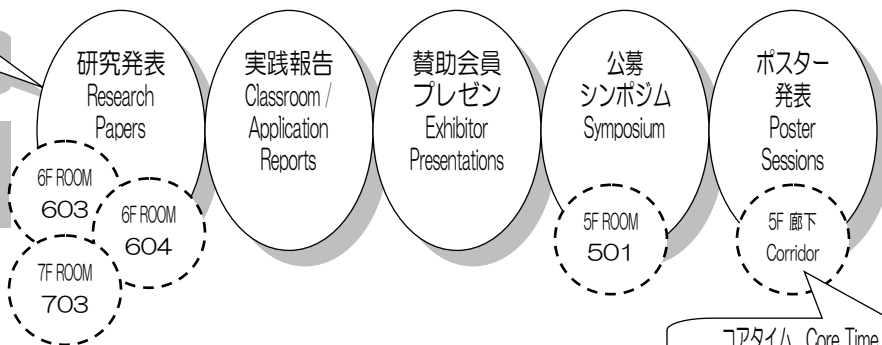 研究発表
Research
Papers
6F ROOM
603
6F ROOM
604
7F ROOM
703
実践報告
Classroom /
Application
Reports
賛助会員
プレゼン
Exhibitor
Presentations
公募
シンポジム
Symposium
5F ROOM
501
ポスター
発表
Poster
Sessions
5F 廊下
Corridor
コアタイム Core Time